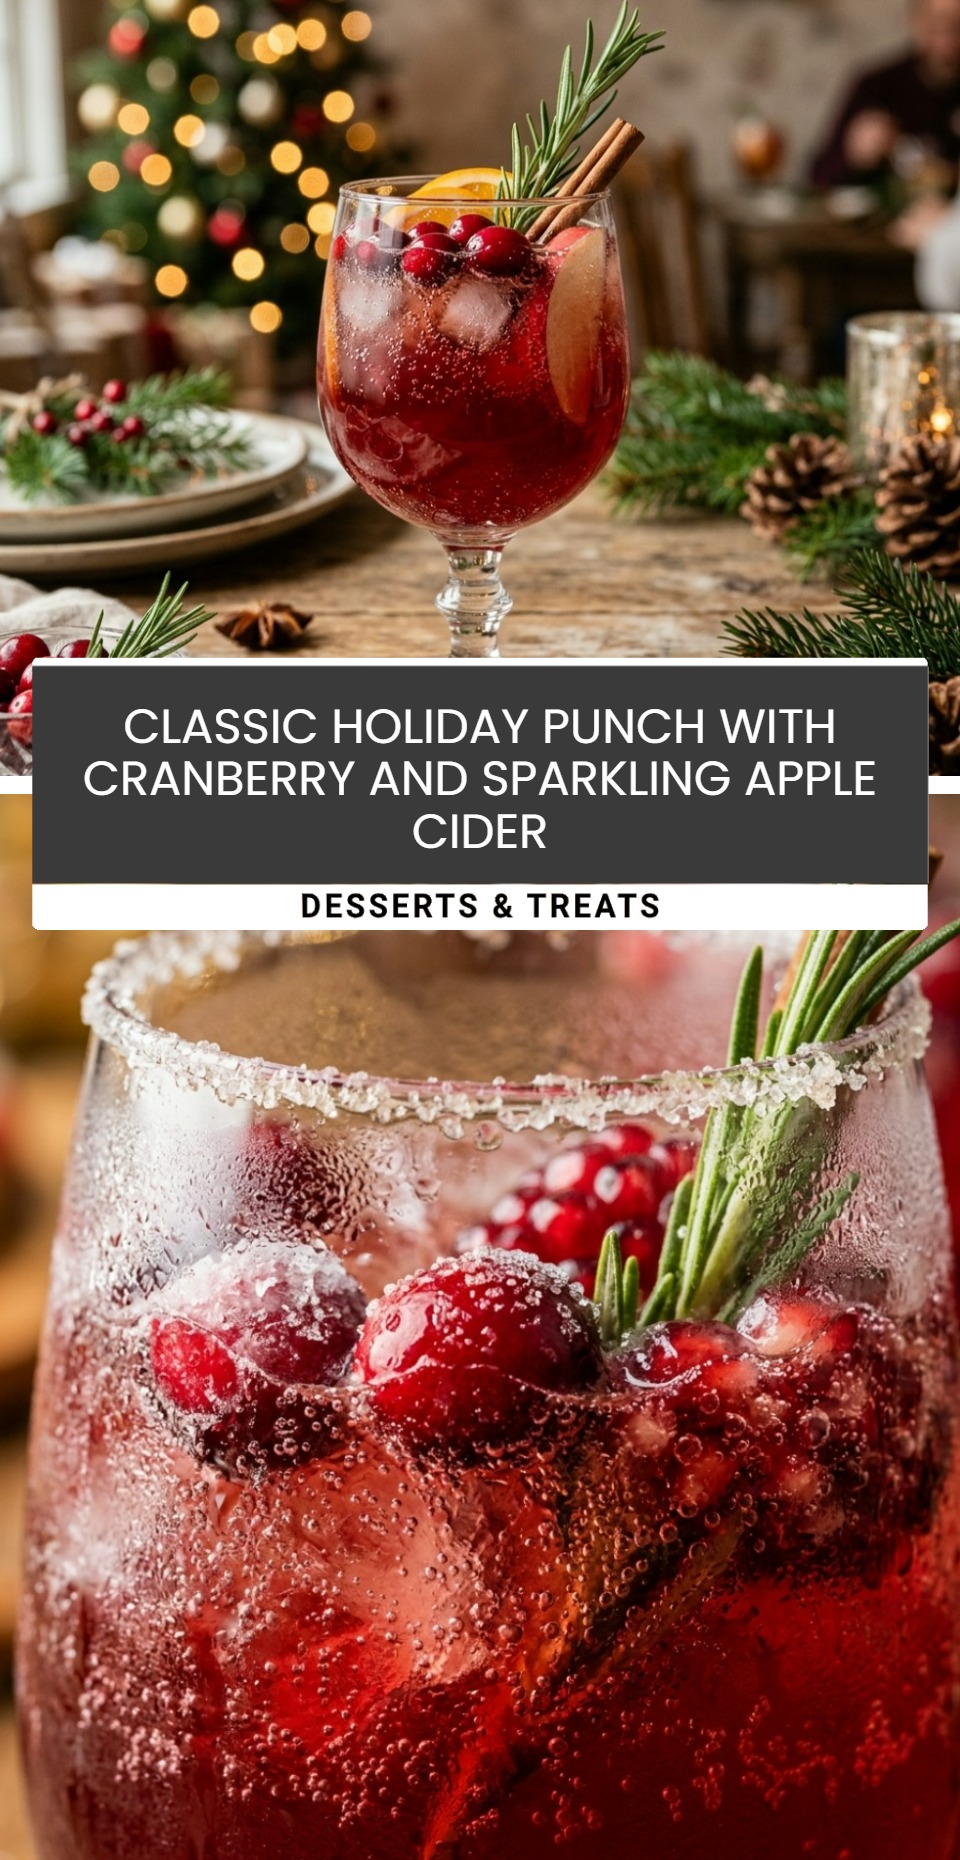 CLASSIC HOLIDAY PUNCH WITH
CRANBERRY AND SPARKLING APPLE
CIDER
DESSERTS & TREATS